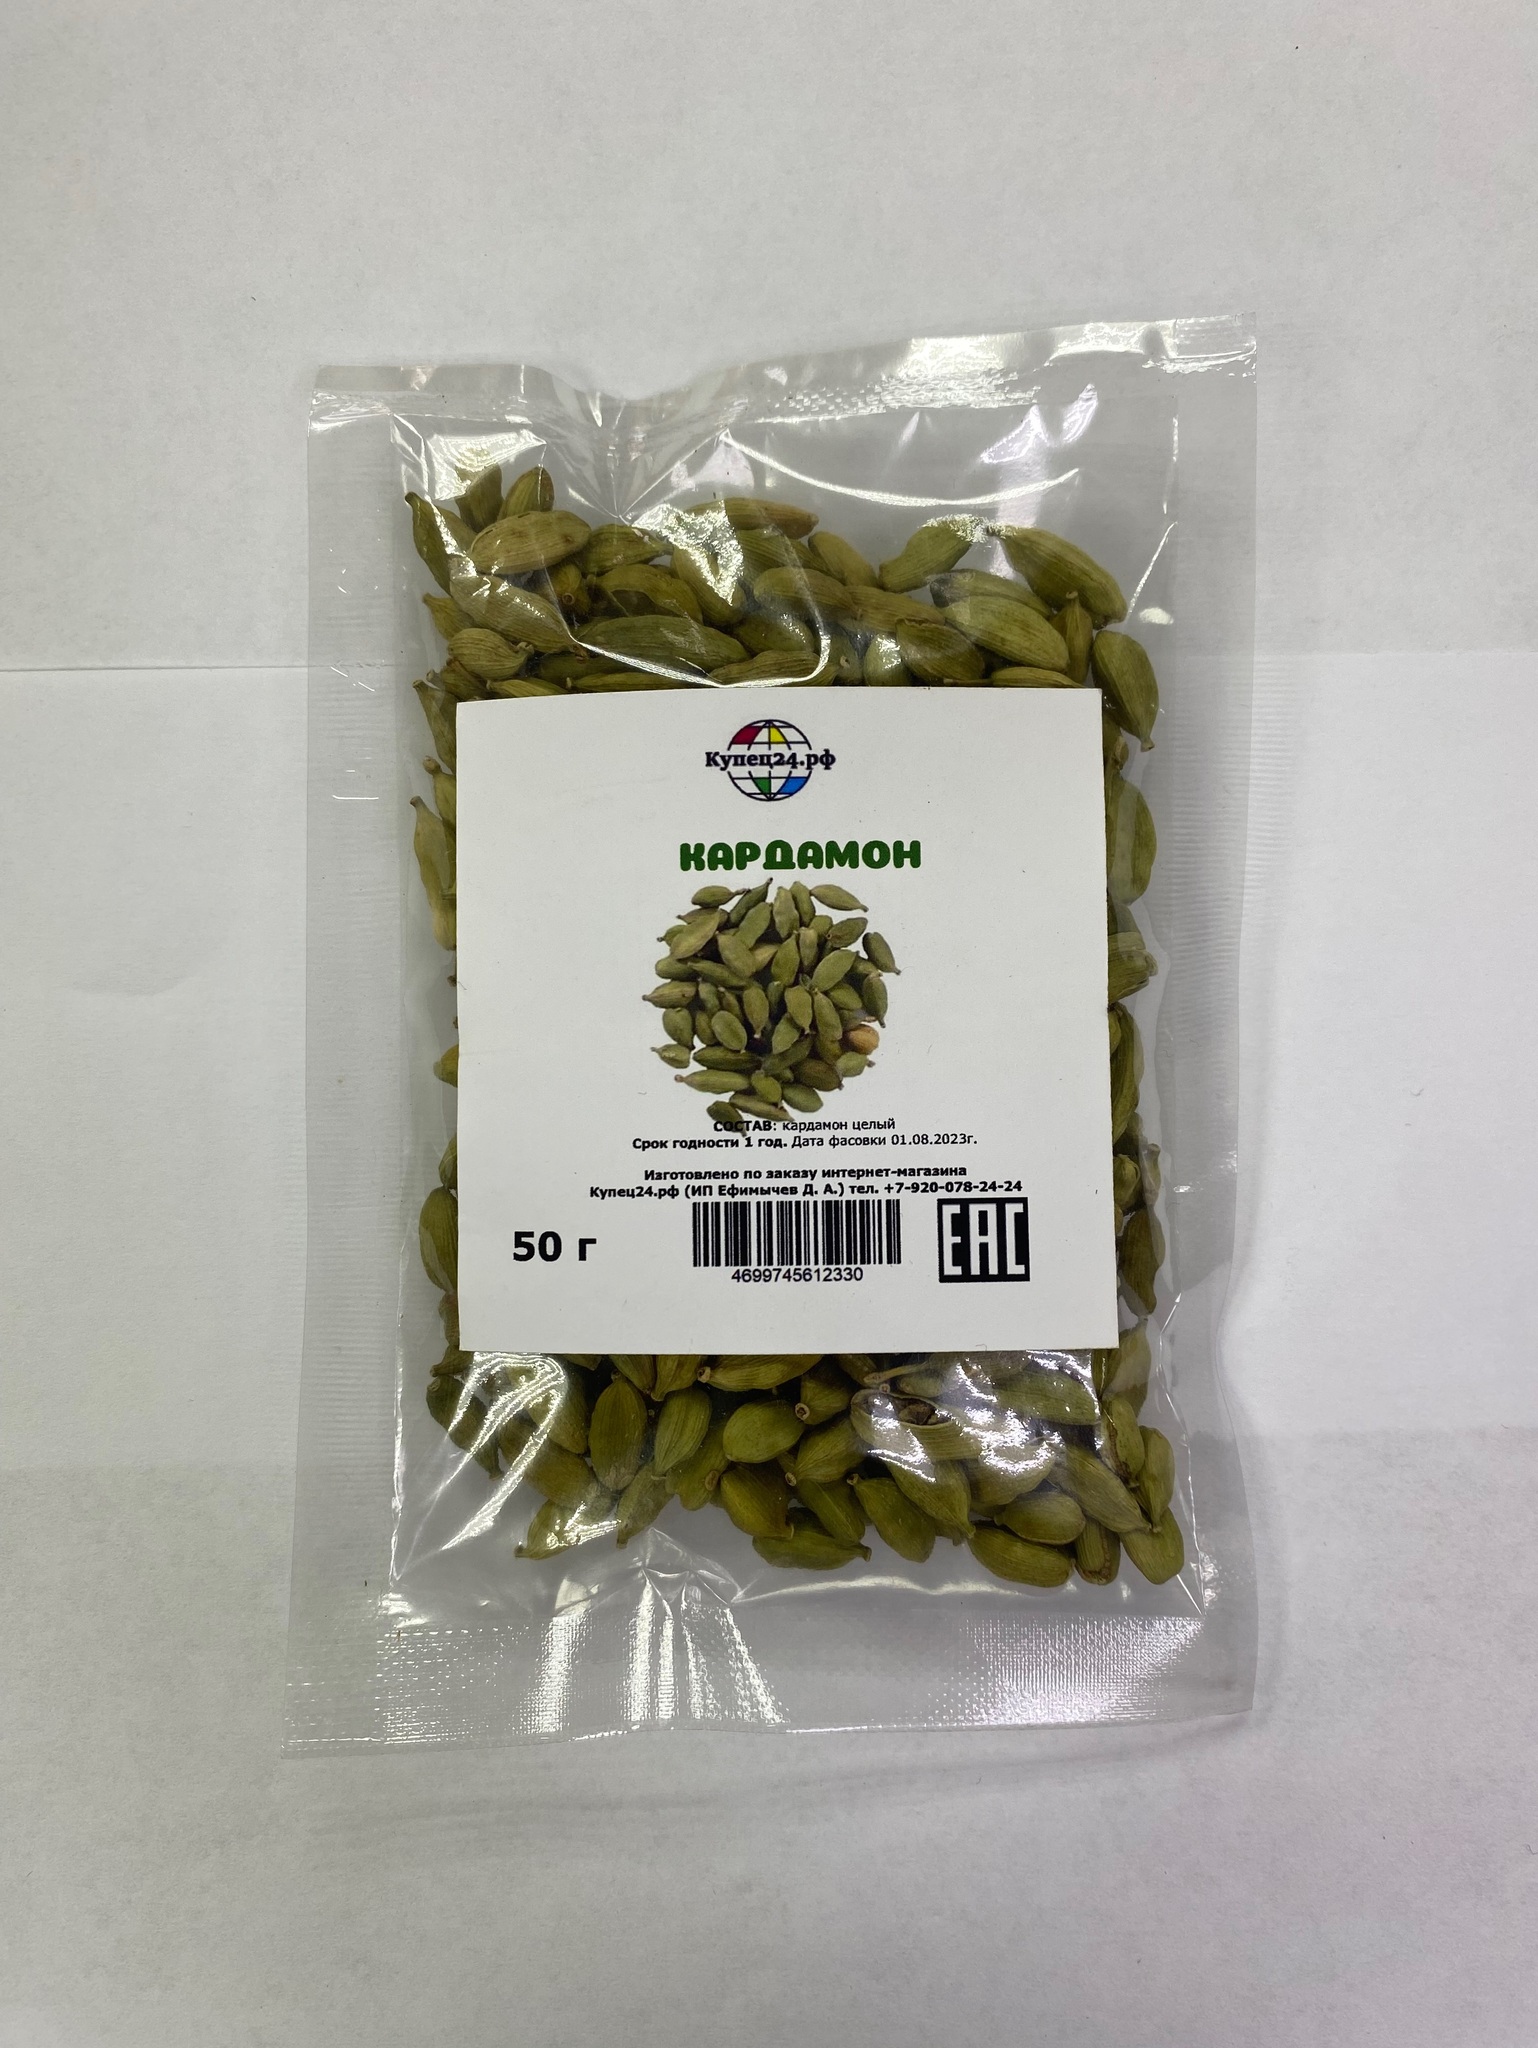 Купец24.рф
КАРДАМОН
СОСТАВ: кардамон целый
Срок годности 1 год. Дата фасовки 01.08.2023г.
Изготовлено по заказу интернет-магазина
Купец24.рф (ИП Ефимычев Д. А.) тел. +7-920-078-24-24
50 г
4699745612330
EAC